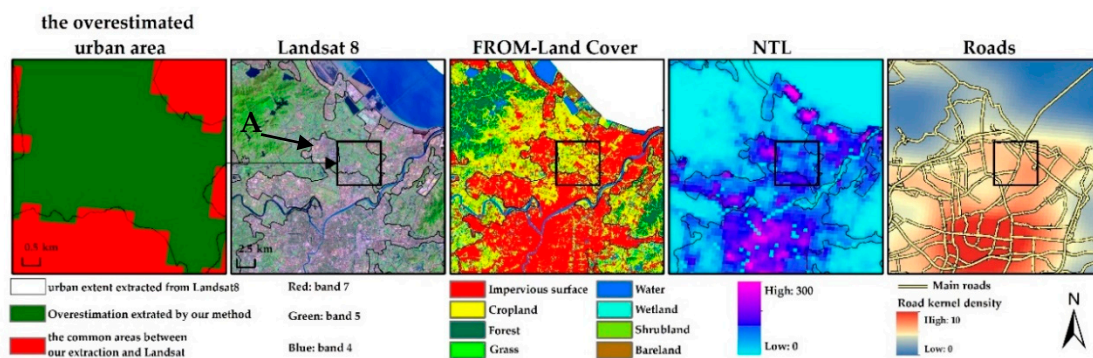 the overestimated
urban area
Landsat 8
FROM-Land Cover
NTL
Roads
A
0.5 km
2.5 km
urban extent extracted from Landsat8
Overestimation extrated by our method
the common areas between
our extraction and Landsat
Red: band 7
Green: band 5
Blue: band 4
Impervious surface
Cropland
Forest
Grass
Water
Wetland
Shrubland
Bareland
High: 300
Low: 0
Main roads
Road kernel density
High: 10
Low: 0
N